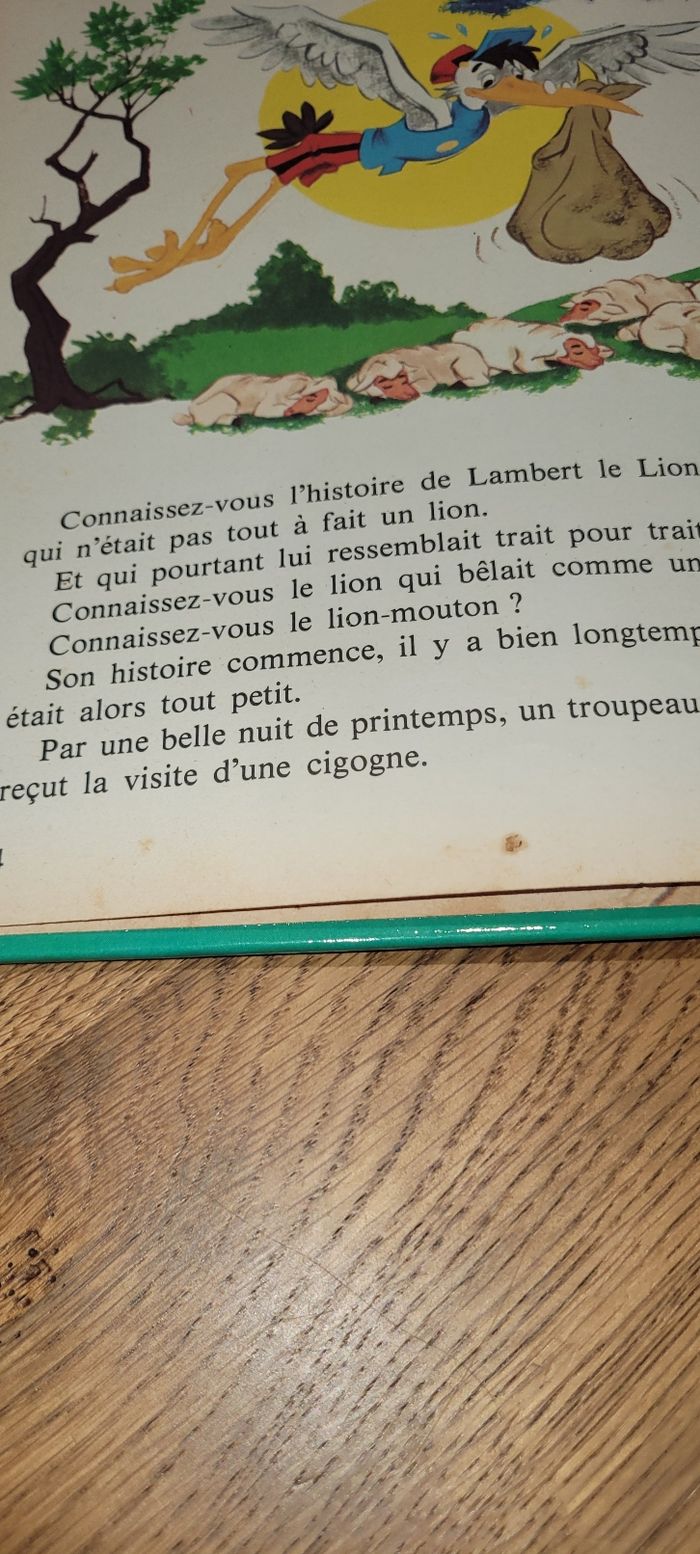 Connaissez-vous l'histoire de Lambert le Lion
qui n'était pas tout à fait un lion.
Et qui pourtant lui ressemblait trait pour trait
Connaissez-vous le lion qui bêlait comme un
Connaissez-vous le lion-mouton ?
Son histoire commence, il y a bien longtemp
était alors tout petit.
Par une belle nuit de printemps, un troupeau
reçut la visite d'une cigogne.